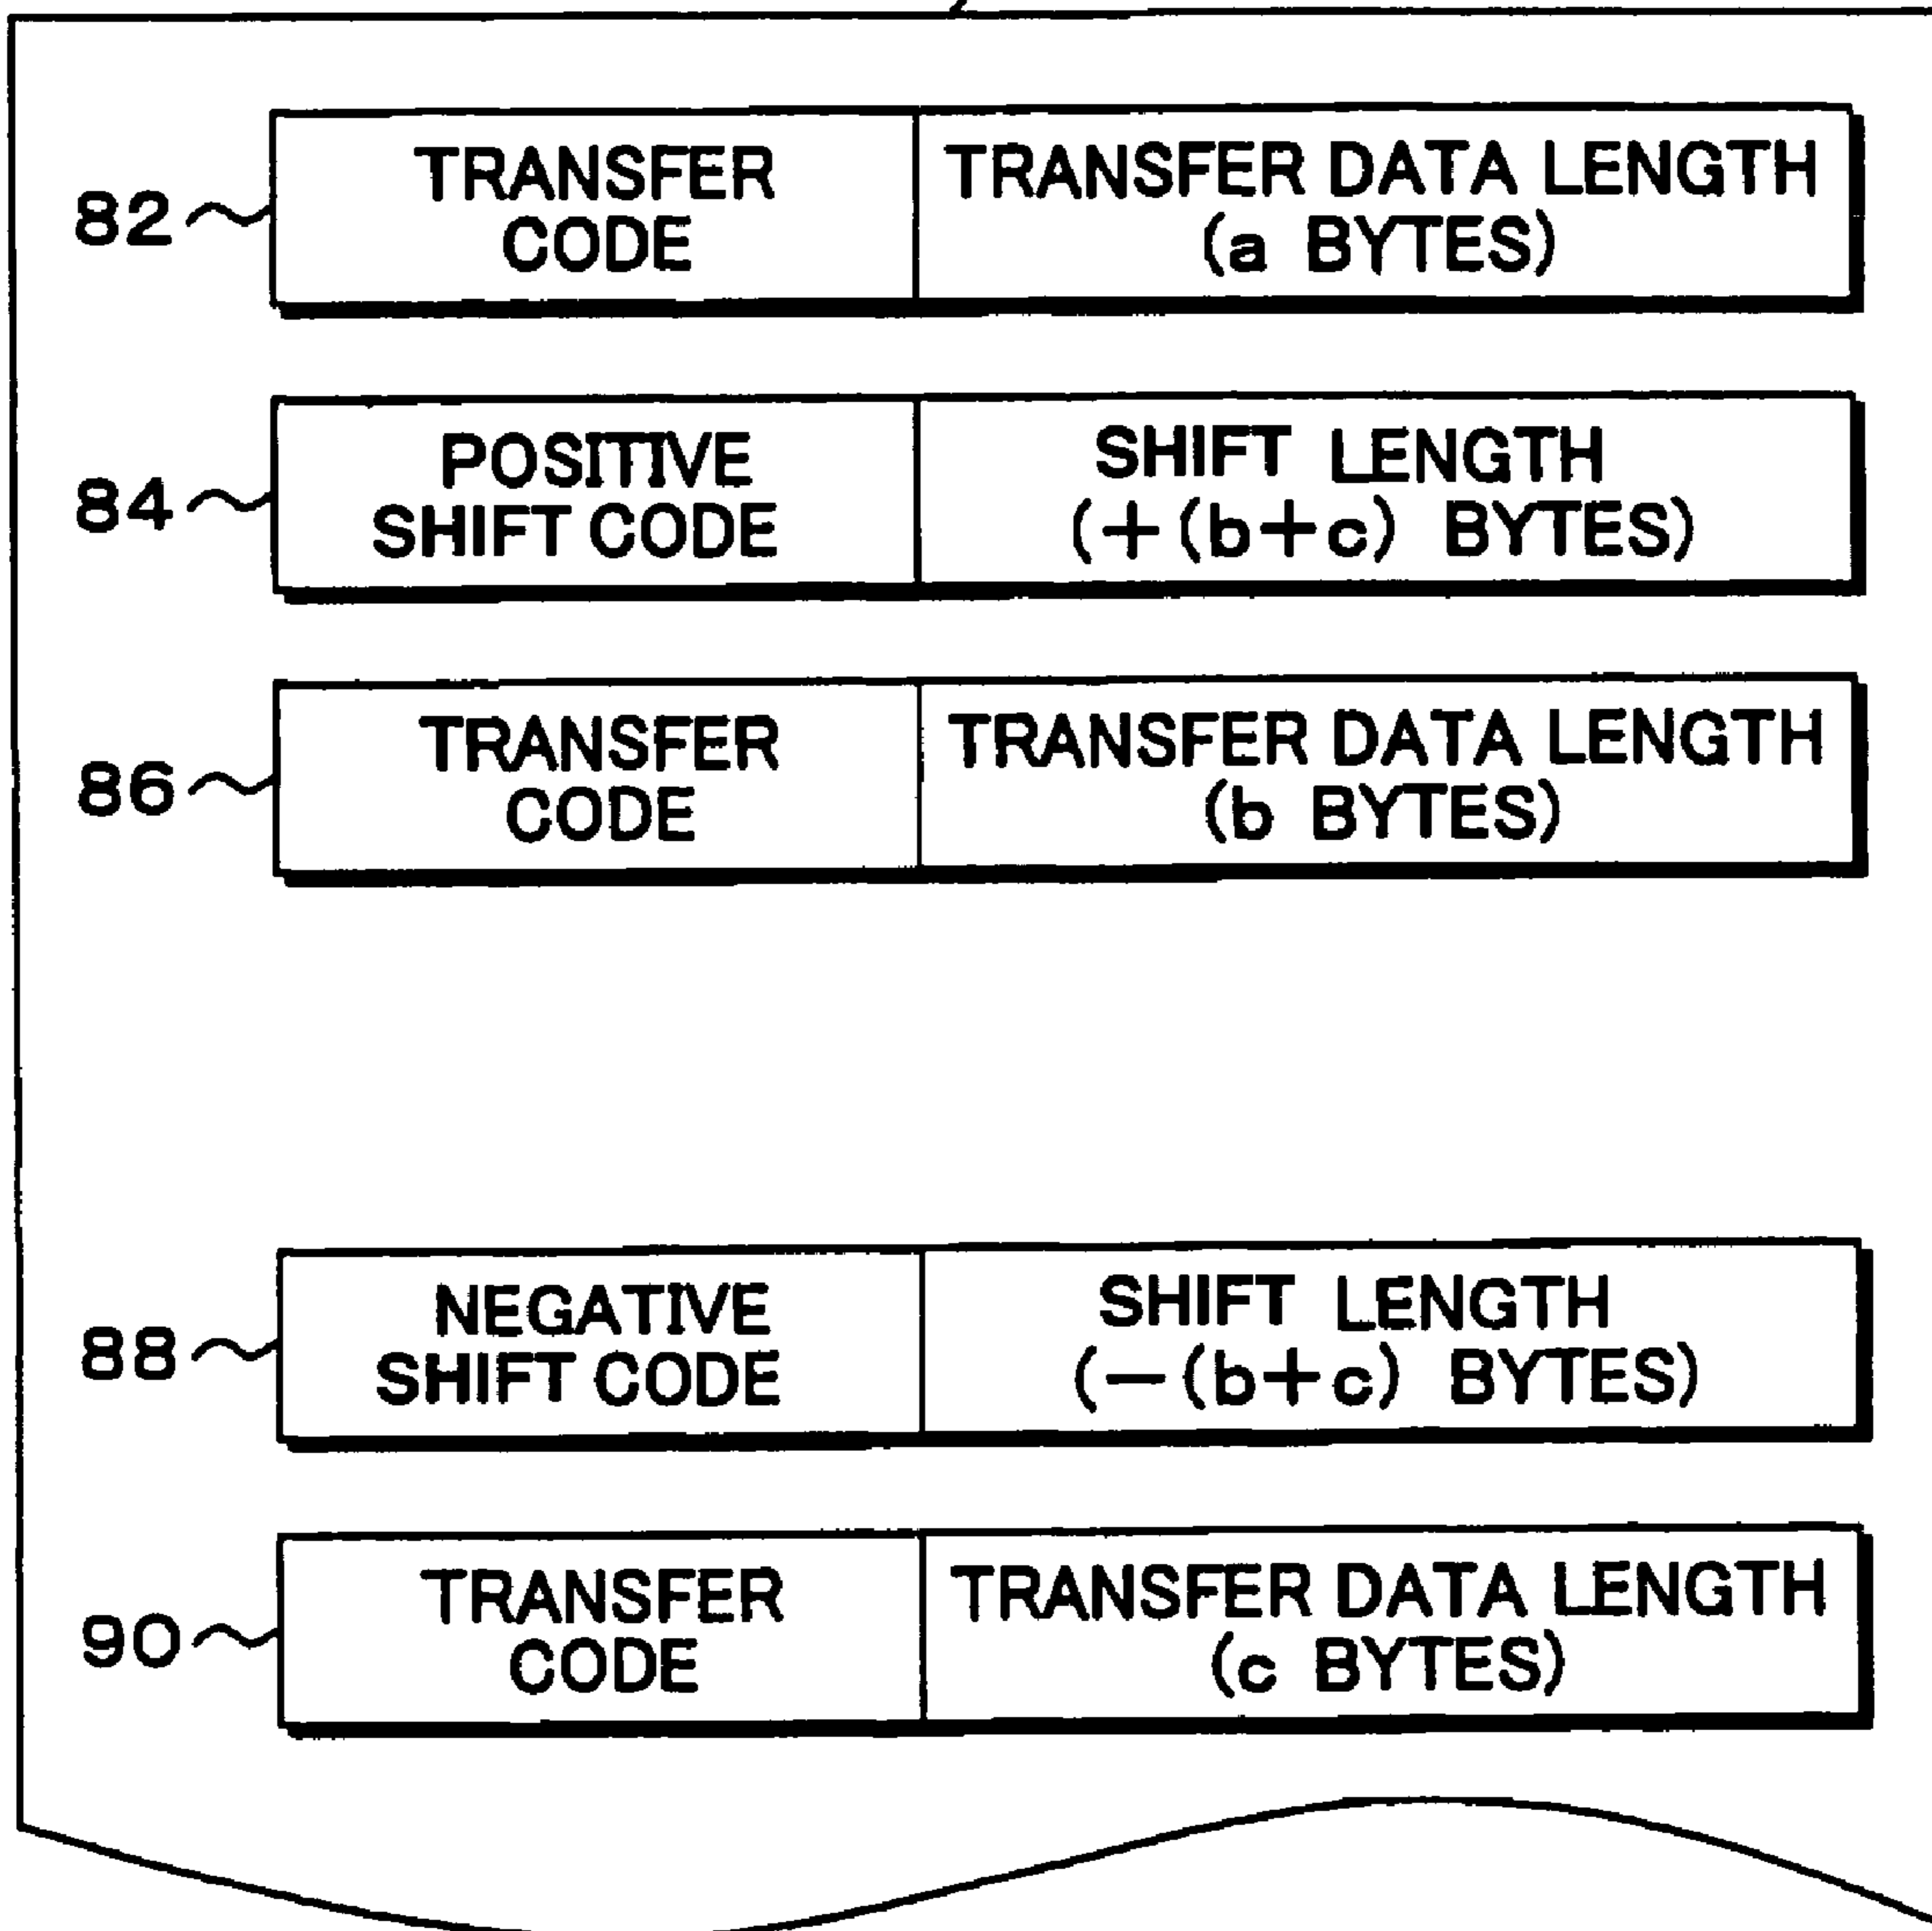 82
TRANSFER
CODE
TRANSFER DATA LENGTH
(a BYTES)
84
POSITIVE
SHIFT CODE
SHIFT LENGTH
(+(b+c) BYTES)
86
TRANSFER
CODE
TRANSFER DATA LENGTH
(b BYTES)
88
NEGATIVE
SHIFT CODE
SHIFT LENGTH
(−(b+c) BYTES)
90
TRANSFER
CODE
TRANSFER DATA LENGTH
(c BYTES)